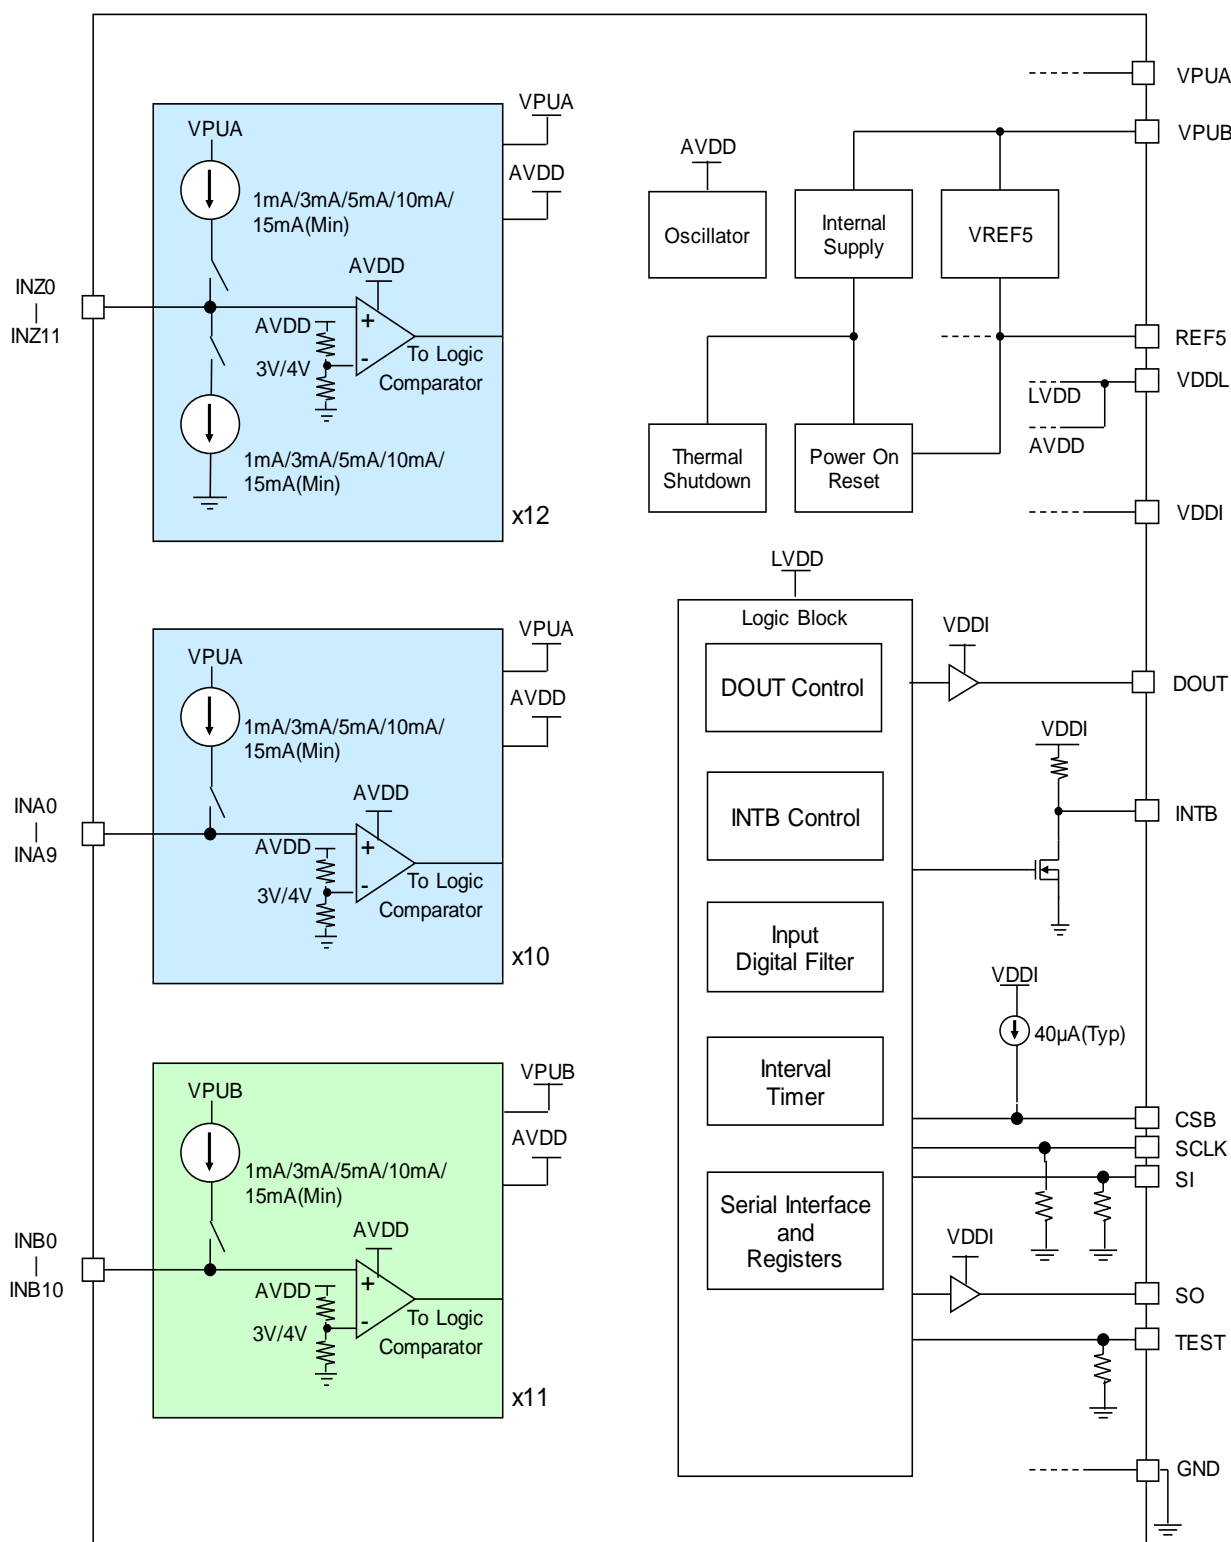 VPUA
VPUA
1mA/3mA/5mA/10mA/
15mA(Min)
AVDD
AVDD
AVDD
3V/4V
To Logic
Comparator
1mA/3mA/5mA/10mA/
15mA(Min)
x12
INZ0
INZ11
VPUA
VPUA
1mA/3mA/5mA/10mA/
15mA(Min)
AVDD
AVDD
AVDD
3V/4V
To Logic
Comparator
x10
INA0
INA9
VPUB
VPUB
1mA/3mA/5mA/10mA/
15mA(Min)
AVDD
AVDD
AVDD
3V/4V
To Logic
Comparator
x11
INB0
INB10
AVDD
Oscillator
Internal
Supply
VREF5
Thermal
Shutdown
Power On
Reset
LVDD
AVDD
VPUA
VPUB
REF5
VDDL
VDDI
LVDD
Logic Block
DOUT Control
INTB Control
Input
Digital Filter
Interval
Timer
Serial Interface
and
Registers
VDDI
DOUT
VDDI
INTB
VDDI
40µA(Typ)
CSB
SCLK
SI
VDDI
SO
TEST
GND